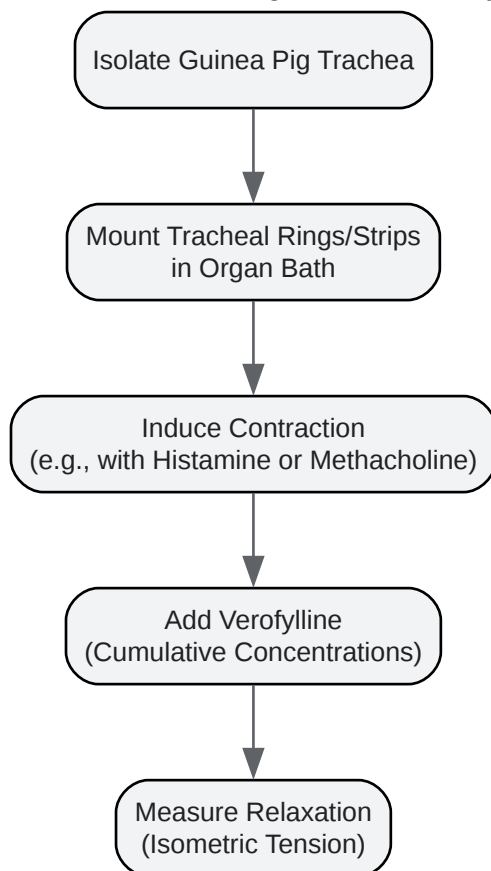 Isolate Guinea Pig Trachea
Mount Tracheal Rings/Strips
in Organ Bath
Induce Contraction
(e.g., with Histamine or Methacholine)
Add Verofylline
(Cumulative Concentrations)
Measure Relaxation
(Isometric Tension)